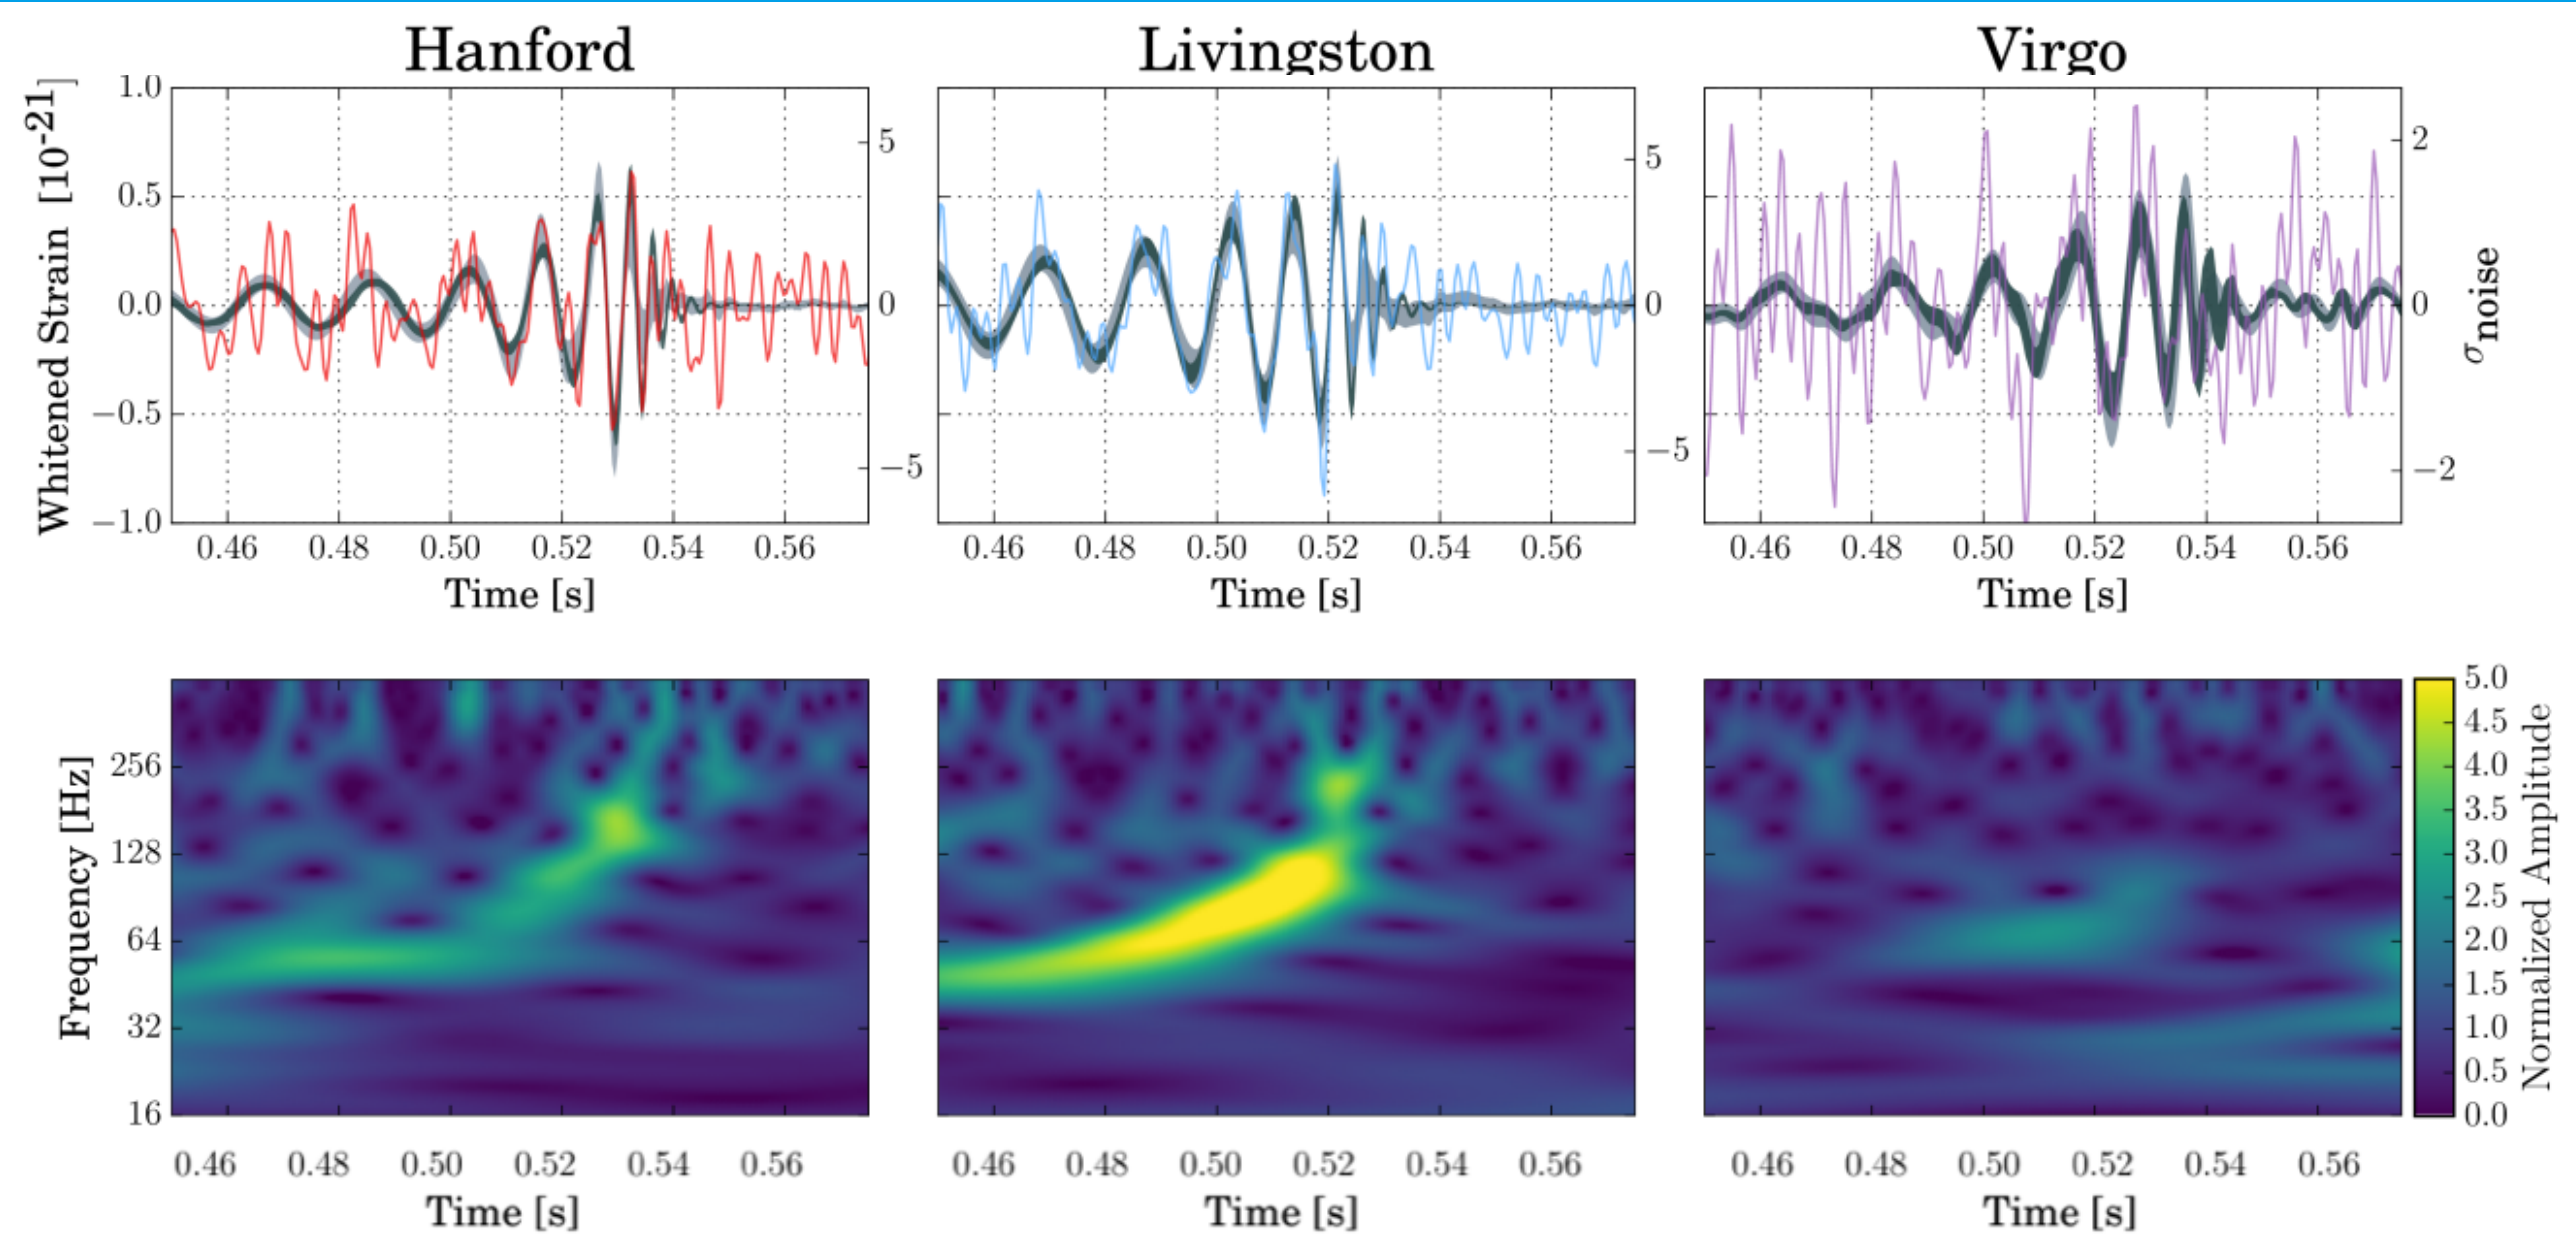 Hanford
Livingston
Virgo
Whitened Strain [10-21]
1.0
0.5
0.0
−0.5
−1.0
5
0
−5
5
0
−5
2
0
−2
σnoise
0.46 0.48 0.50 0.52 0.54 0.56
0.46 0.48 0.50 0.52 0.54 0.56
0.46 0.48 0.50 0.52 0.54 0.56
Time [s]
Time [s]
Time [s]
Frequency [Hz]
256
128
64
32
16
5.0
4.5
4.0
3.5
3.0
2.5
2.0
1.5
1.0
0.5
0.0
Normalized Amplitude
0.46 0.48 0.50 0.52 0.54 0.56
0.46 0.48 0.50 0.52 0.54 0.56
0.46 0.48 0.50 0.52 0.54 0.56
Time [s]
Time [s]
Time [s]